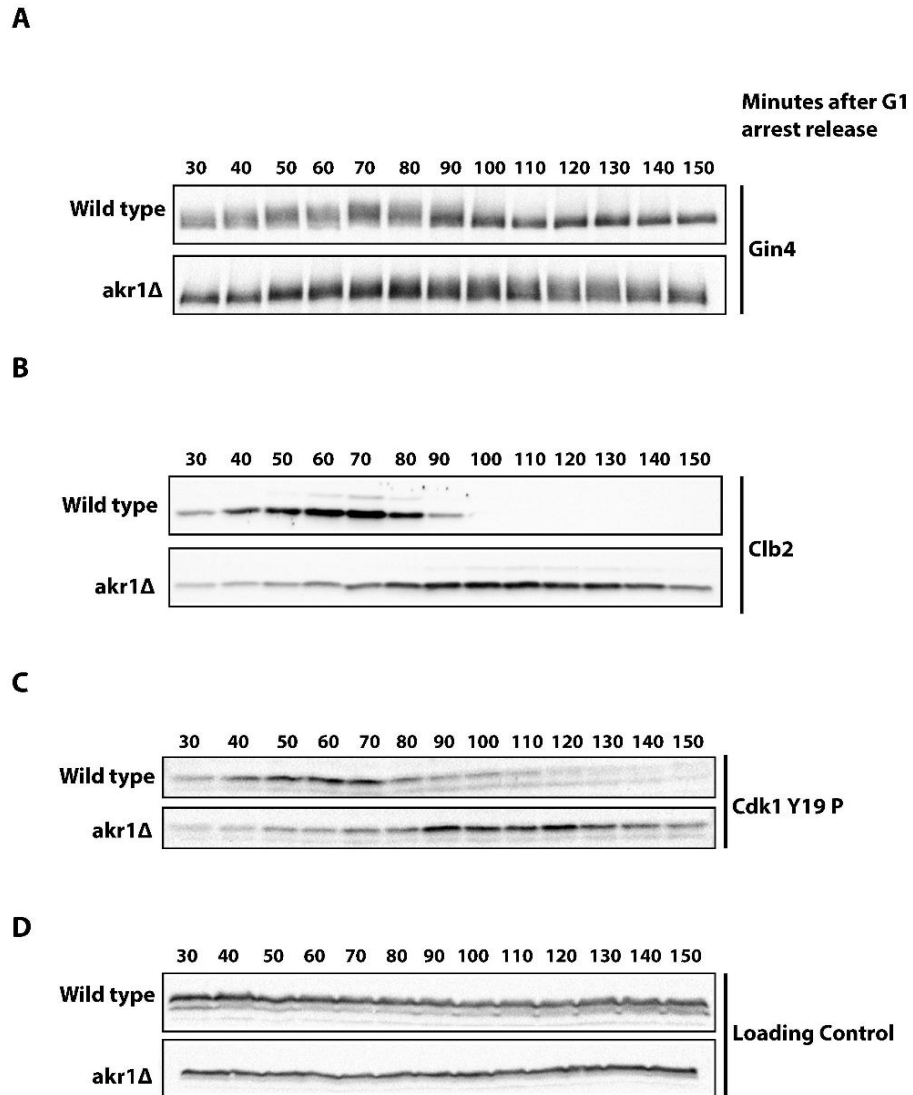 A
Minutes after G1
arrest release
30 40 50 60 70 80 90 100 110 120 130 140 150
Wild type
akr1Δ
Gin4
B
30 40 50 60 70 80 90 100 110 120 130 140 150
Wild type
akr1Δ
Clb2
C
30 40 50 60 70 80 90 100 110 120 130 140 150
Wild type
akr1Δ
Cdk1 Y19 P
D
30 40 50 60 70 80 90 100 110 120 130 140 150
Wild type
akr1Δ
Loading Control